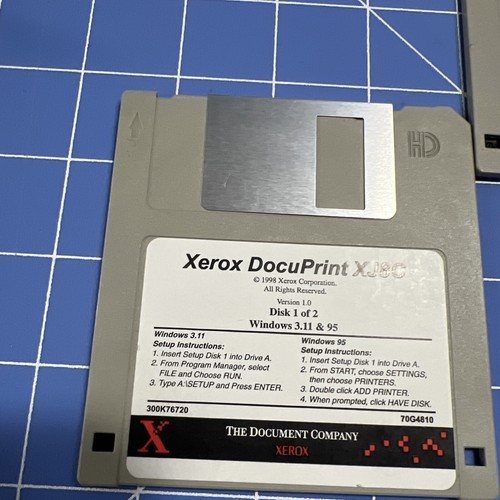 HD
Xerox DocuPrint XJ8C
© 1998 Xerox Corporation.
All Rights Reserved.
Version 1.0
Disk 1 of 2
Windows 3.11 & 95
Windows 3.11
Setup Instructions:
1. Insert Setup Disk 1 into Drive A.
2. From Program Manager, select
FILE and Choose RUN.
3. Type A:\SETUP and Press ENTER.
Windows 95
Setup Instructions:
1. Insert Setup Disk 1 into Drive A.
2. From START, choose SETTINGS,
then choose PRINTERS.
3. Double click ADD PRINTER.
4. When prompted, click HAVE DISK.
300K76720
70G4810
X
THE DOCUMENT COMPANY
XEROX